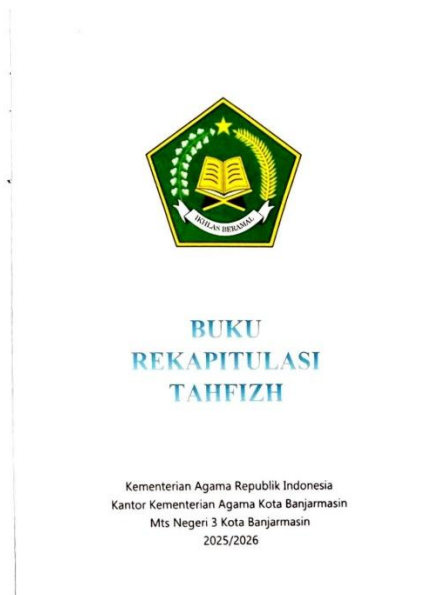 IKHLAS BERAMAL
BUKU
REKAPITULASI
TAHFIZH
Kementerian Agama Republik Indonesia
Kantor Kementerian Agama Kota Banjarmasin
Mts Negeri 3 Kota Banjarmasin
2025/2026